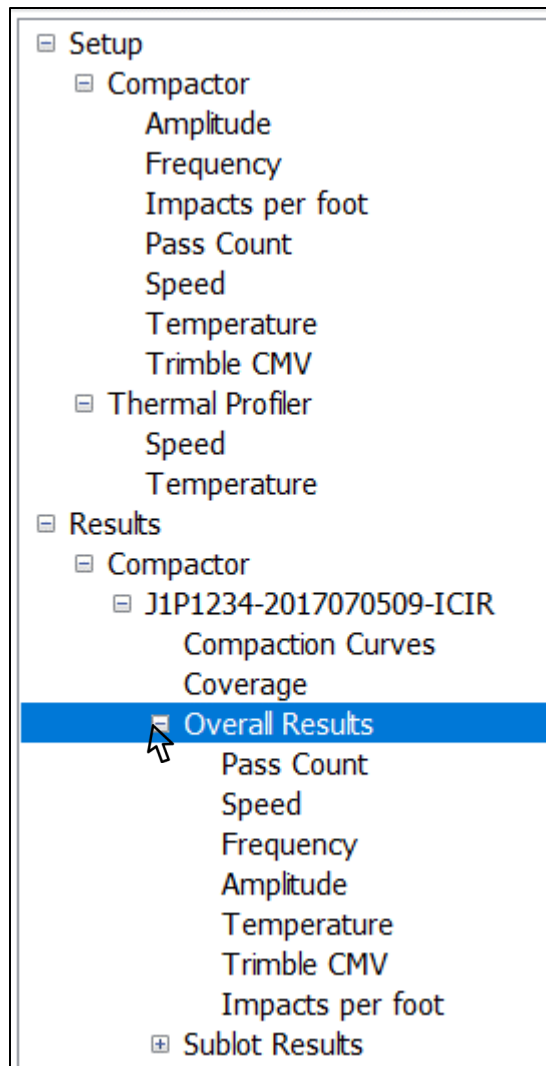 Setup
Compactor
Amplitude
Frequency
Impacts per foot
Pass Count
Speed
Temperature
Trimble CMV
Thermal Profiler
Speed
Temperature
Results
Compactor
J1P1234-2017070509-ICIR
Compaction Curves
Coverage
Overall Results
Pass Count
Speed
Frequency
Amplitude
Temperature
Trimble CMV
Impacts per foot
Sublot Results